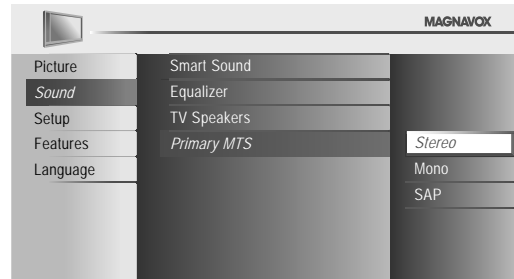 MAGNAVOX
Picture
Sound
Setup
Features
Language
Smart Sound
Equalizer
TV Speakers
Primary MTS
Stereo
Mono
SAP